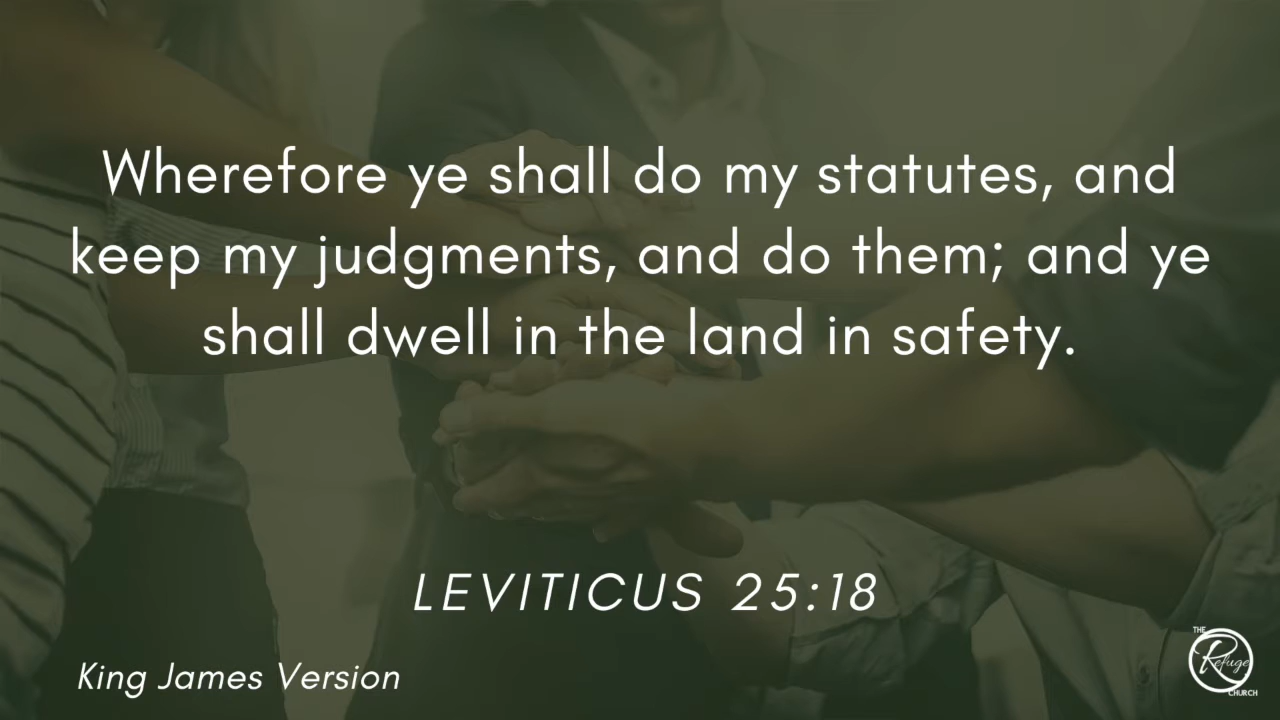 Wherefore ye shall do my statutes, and
keep my judgments, and do them; and ye
shall dwell in the land in safety.
LEVITICUS 25:18
King James Version
THE
Refuge
CHURCH